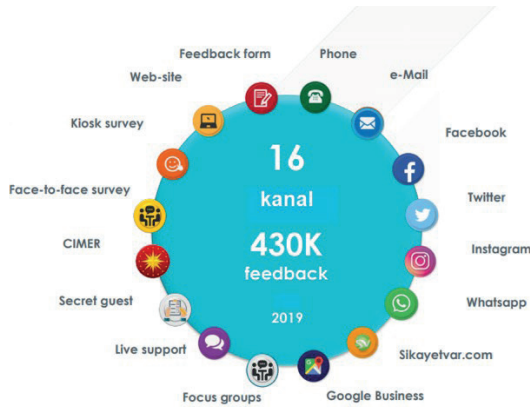 Feedback form
Phone
Web-site
e-Mail
Kiosk survey
Facebook
Face-to-face survey
Twitter
CIMER
Instagram
Secret guest
Whatsapp
Live support
Sikayetvar.com
Focus groups
Google Business
16
kanal
430K
feedback
2019